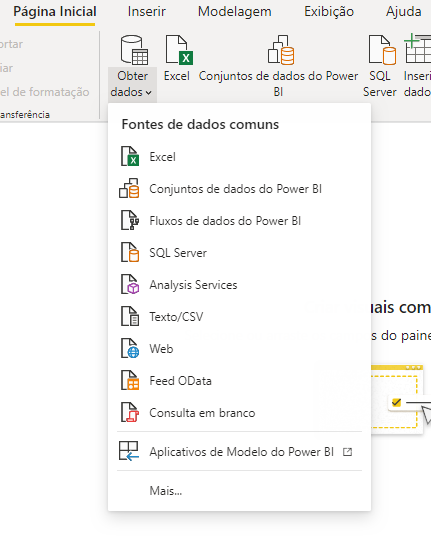 Página Inicial Inserir Modelagem Exibição Ajuda
Obter dados Excel Conjuntos de dados do Power BI SQL Server
de formatação
Fontes de dados comuns
Excel
Conjuntos de dados do Power BI
Fluxos de dados do Power BI
SQL Server
Analysis Services
Texto/CSV
Web
Feed OData
Consulta em branco
Aplicativos de Modelo do Power BI
Mais...